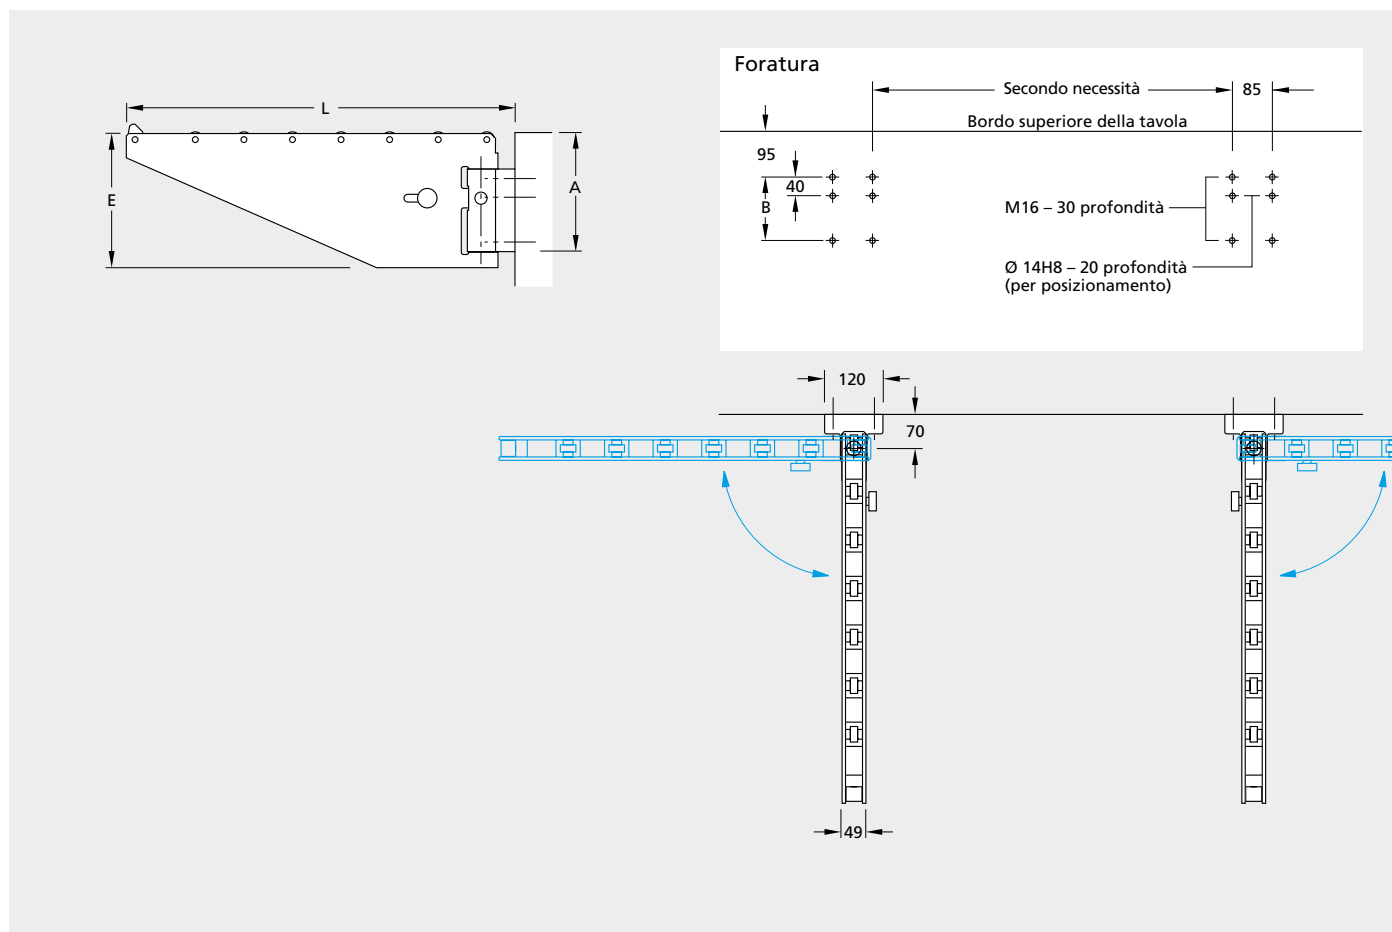 Foratura
Secondo necessità
85
Bordo superiore della tavola
95
40
B
M16 – 30 profondità
Ø 14H8 – 20 profondità
(per posizionamento)
L
E
A
120
70
49